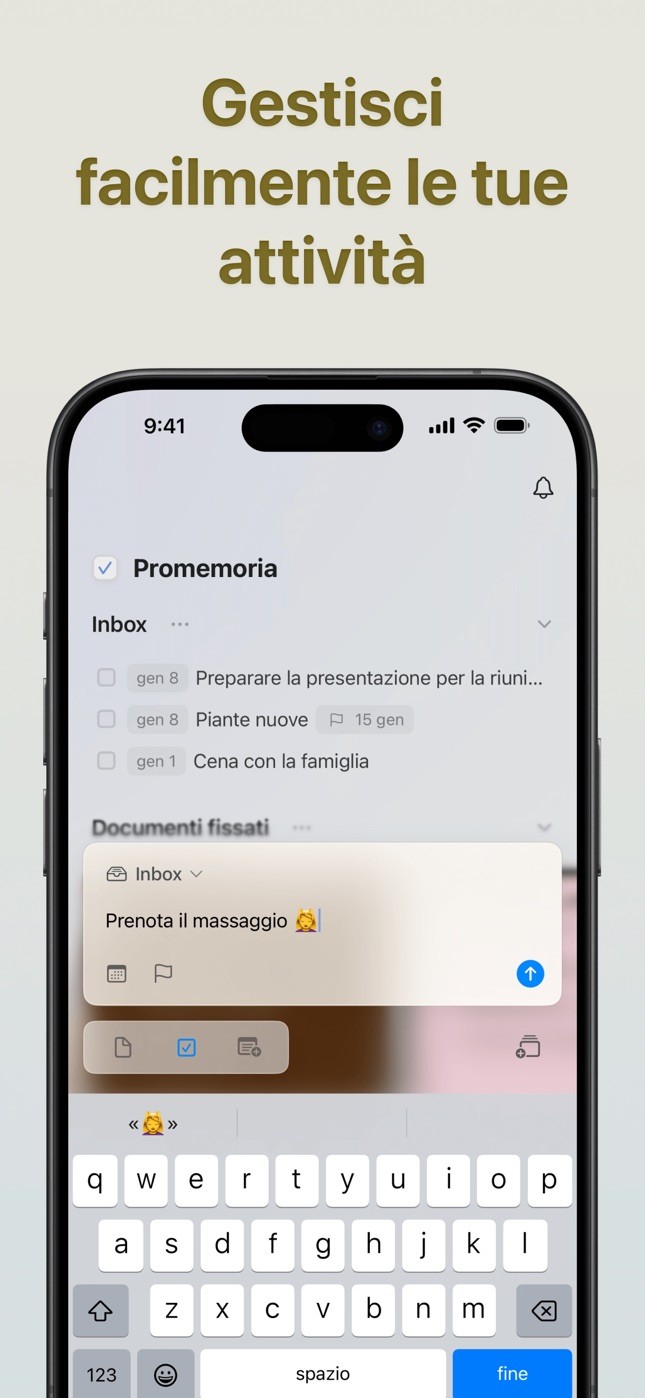 Gestisci
facilmente le tue
attività
9:41
Promemoria
Inbox ...
gen 8 Preparare la presentazione per la riuni...
gen 8 Piante nuove 15 gen
gen 1 Cena con la famiglia
Documenti fissati ...
Inbox
Prenota il massaggio 💆
«💆»
q w e r t y u i o p
a s d f g h j k l
z x c v b n m
123 spazio fine